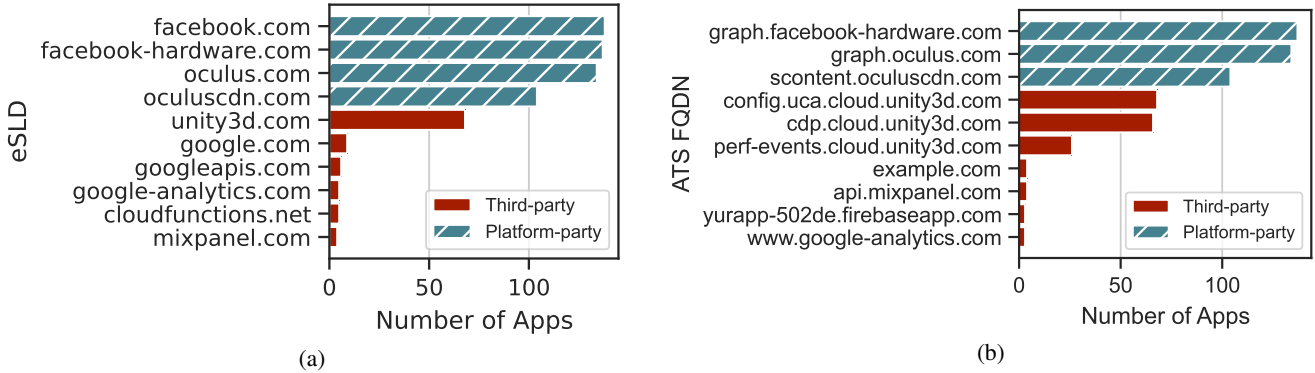 eSLD
facebook.com
facebook-hardware.com
oculus.com
oculuscdn.com
unity3d.com
google.com
googleapis.com
google-analytics.com
cloudfunctions.net
mixpanel.com
Third-party
Platform-party
0 50 100
Number of Apps
(a)
ATS FQDN
graph.facebook-hardware.com
graph.oculus.com
scontent.oculuscdn.com
config.uca.cloud.unity3d.com
cdp.cloud.unity3d.com
perf-events.cloud.unity3d.com
example.com
api.mixpanel.com
yurapp-502de.firebaseapp.com
www.google-analytics.com
Third-party
Platform-party
0 50 100
Number of Apps
(b)